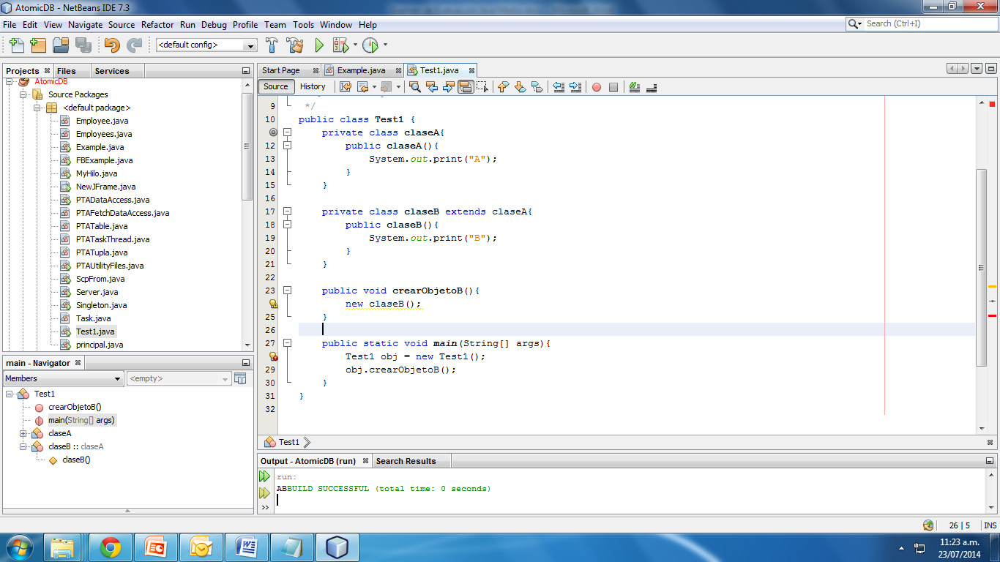 AtomicDB - NetBeans IDE 7.3
File Edit View Navigate Source Refactor Run Debug Profile Team Tools Window Help
Search (Ctrl+I)
<default config>
Projects Files Services
AtomicDB
Source Packages
<default package>
Employee.java
Employees.java
Example.java
FBExample.java
MyHilo.java
NewJFrame.java
PTADataAccess.java
PTAFetchDataAccess.java
PTATable.java
PTATaskThread.java
PTATupla.java
PTAUtilityFiles.java
ScpFrom.java
Server.java
Singleton.java
Task.java
Test1.java
principal.java
main - Navigator
Members <empty>
Test1
crearObjetoB()
main(String[] args)
claseA
claseB :: claseA
claseB()
Start Page Example.java Test1.java
Source History
9 */
10 public class Test1 {
private class claseA{
12 public claseA(){
13 System.out.print("A");
14 }
15 }
16
17 private class claseB extends claseA{
18 public claseB(){
19 System.out.print("B");
20 }
21 }
22
23 public void crearObjetoB(){
new claseB();
25 }
26
27 public static void main(String[] args){
Test1 obj = new Test1();
29 obj.crearObjetoB();
30 }
31 }
32
Test1
Output - AtomicDB (run) Search Results
run:
ABBUILD SUCCESSFUL (total time: 0 seconds)
26 | 5 INS
11:23 a.m.
23/07/2014